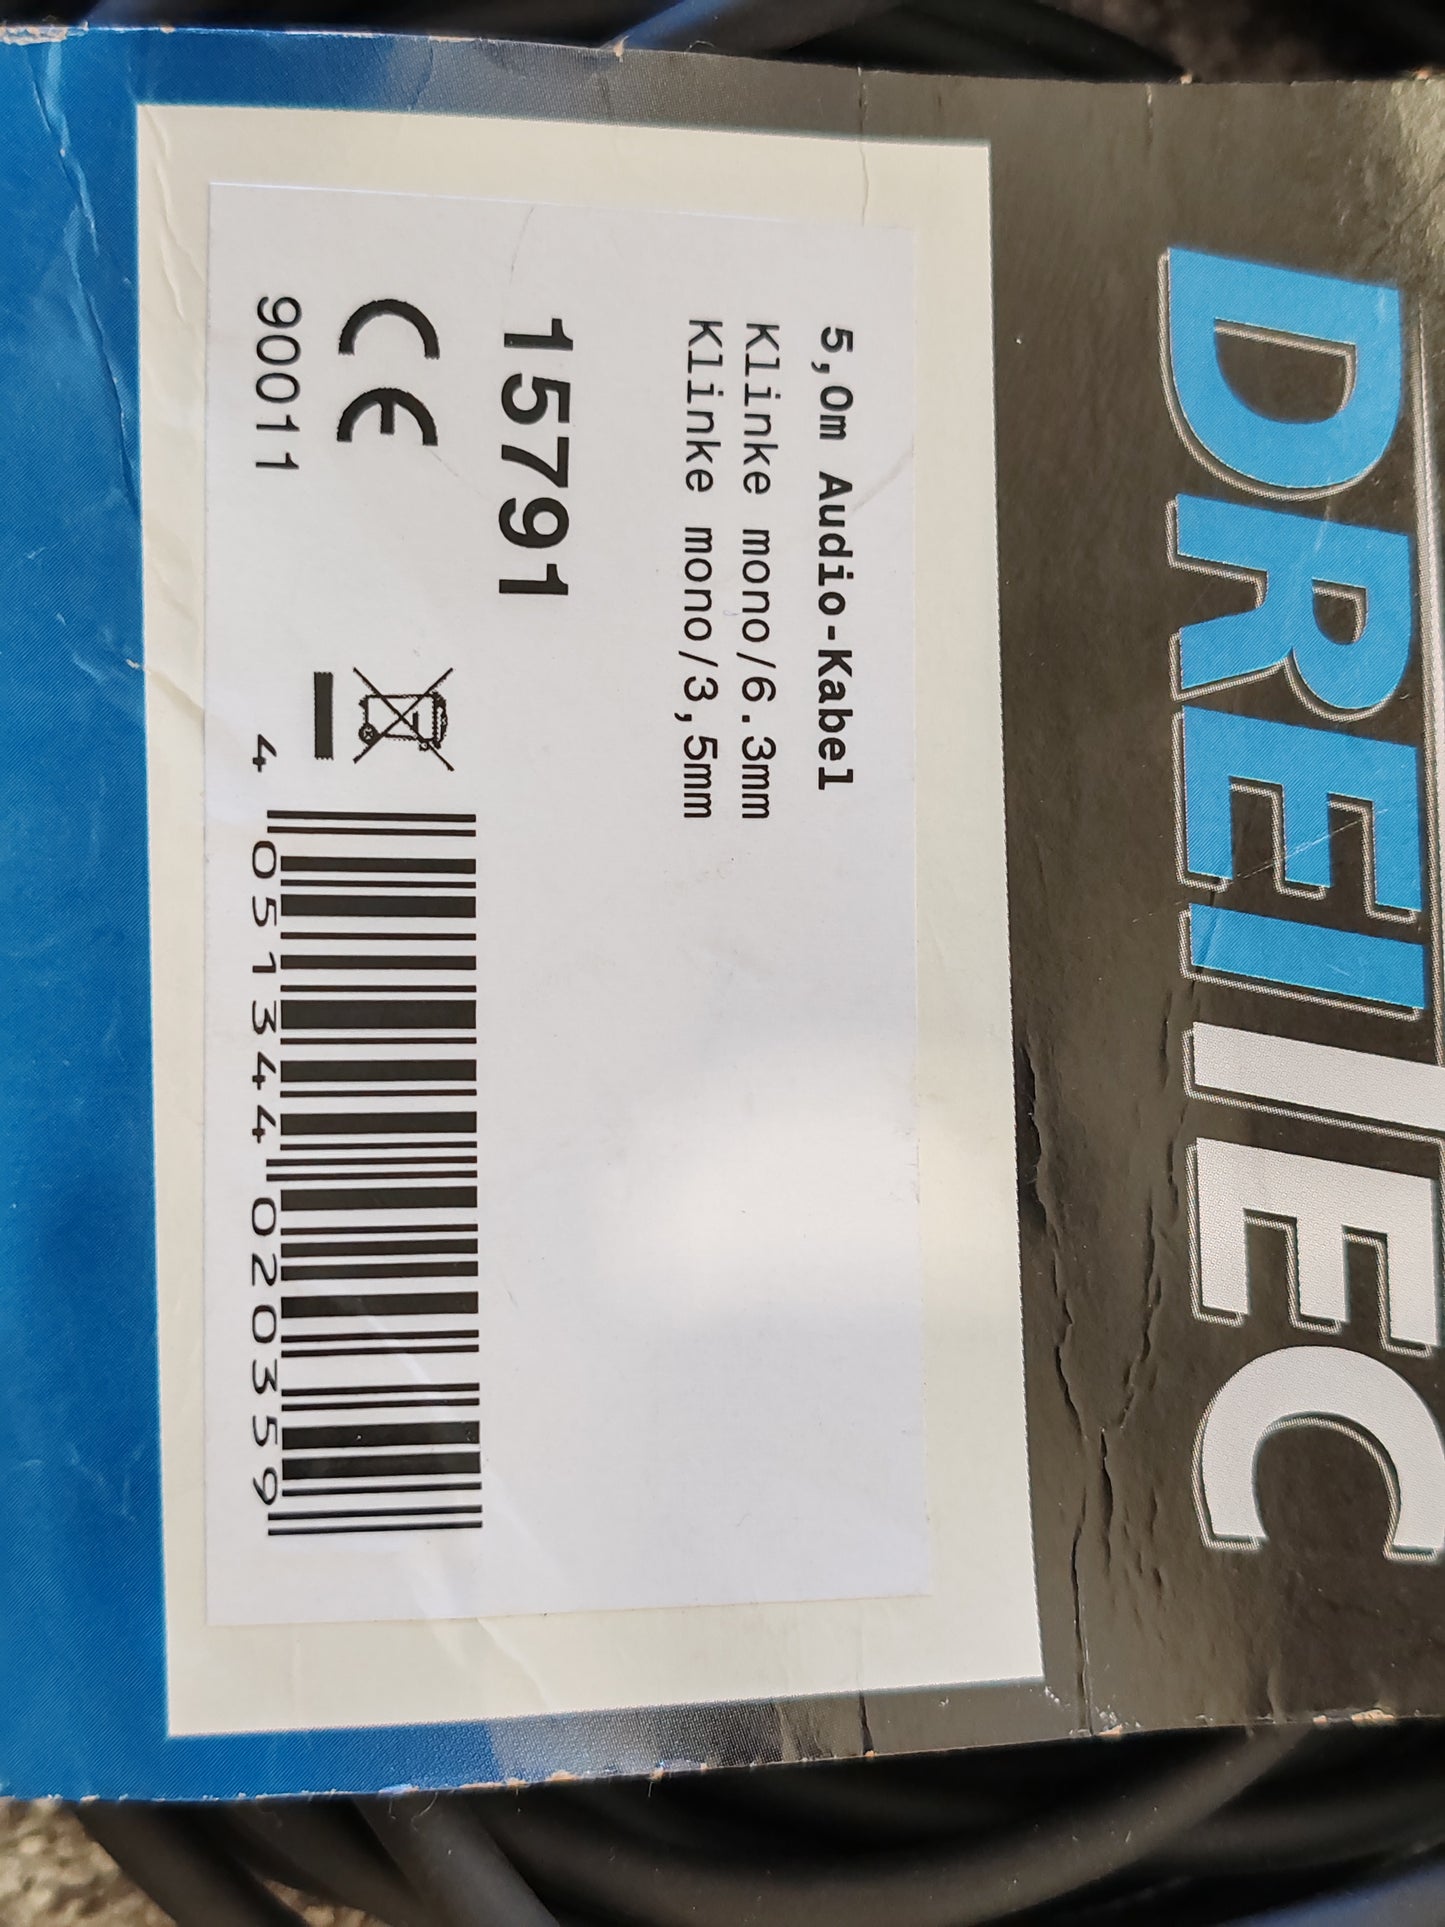 DREITEC
5,0m Audio-Kabel
Klinke mono/6.3mm
Klinke mono/3,5mm
15791
CE
90011
4 051344 020359